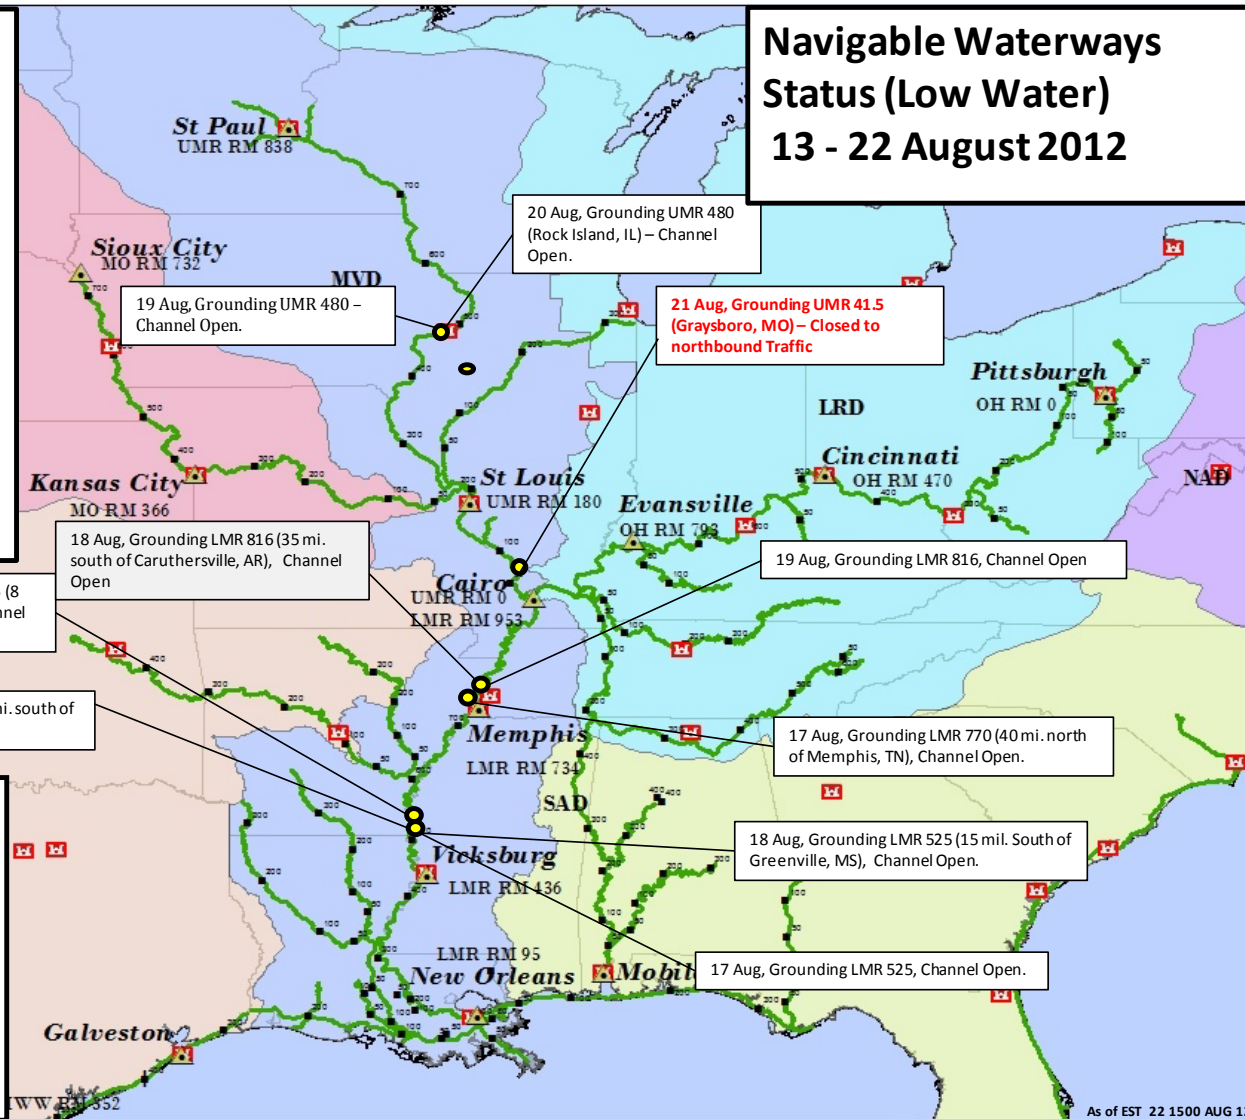 Navigable Waterways
Status (Low Water)
13 - 22 August 2012
St Paul
UMR RM 838
Sioux City
MO RM 732
MVD
20 Aug, Grounding UMR 480
(Rock Island, IL) – Channel
Open.
19 Aug, Grounding UMR 480 –
Channel Open.
21 Aug, Grounding UMR 41.5
(Graysboro, MO) – Closed to
northbound Traffic
Pittsburgh
OH RM 0
LRD
Cincinnati
OH RM 470
NAD
Kansas City
MO RM 366
St Louis
UMR RM 180
Evansville
OH RM 793
18 Aug, Grounding LMR 816 (35 mi.
south of Caruthersville, AR), Channel
Open
19 Aug, Grounding LMR 816, Channel Open
Cairo
UMR RM 0
LMR RM 953
(8
nnel
mi. south of
Memphis
LMR RM 734
17 Aug, Grounding LMR 770 (40 mi. north
of Memphis, TN), Channel Open.
SAD
18 Aug, Grounding LMR 525 (15 mil. South of
Greenville, MS), Channel Open.
Vicksburg
LMR RM 436
LMR RM 95
New Orleans
Mobil
17 Aug, Grounding LMR 525, Channel Open.
Galveston
IWW RM 352
As of EST 22 1500 AUG 1